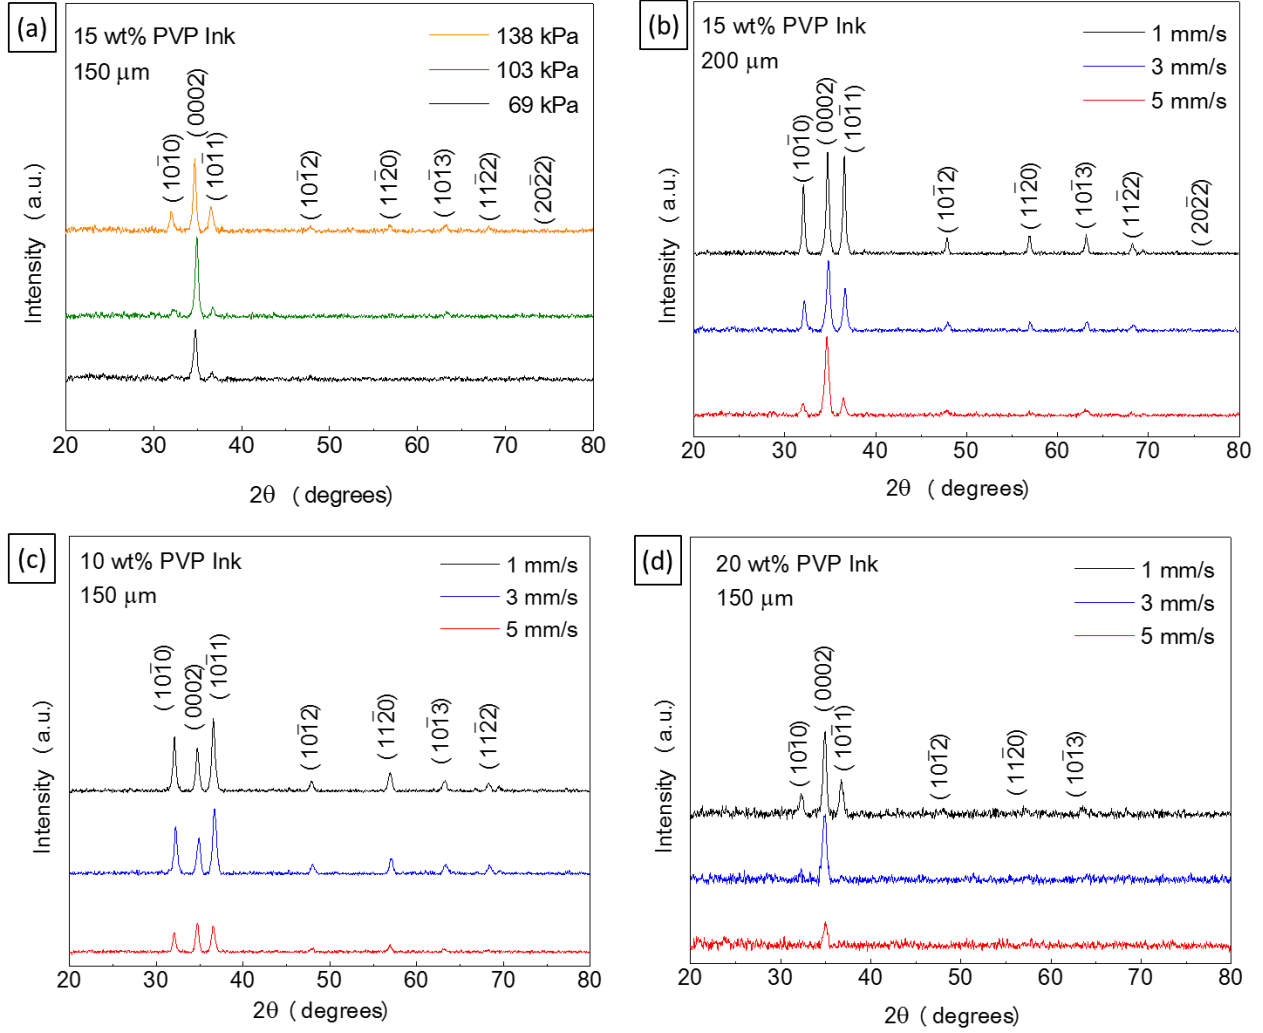 (a)
15 wt% PVP Ink
150 μm
138 kPa
103 kPa
69 kPa
(101̅0)
(0002)
(101̅1)
(101̅2)
(112̅0)
(101̅3)
(112̅2)
(202̅2)
Intensity (a.u.)
20 30 40 50 60 70 80
2θ (degrees)
(b)
15 wt% PVP Ink
200 μm
1 mm/s
3 mm/s
5 mm/s
(101̅0)
(0002)
(101̅1)
(101̅2)
(112̅0)
(101̅3)
(112̅2)
(202̅2)
Intensity (a.u.)
20 30 40 50 60 70 80
2θ (degrees)
(c)
10 wt% PVP Ink
150 μm
1 mm/s
3 mm/s
5 mm/s
(101̅0)
(0002)
(101̅1)
(101̅2)
(112̅0)
(101̅3)
(112̅2)
Intensity (a.u.)
20 30 40 50 60 70 80
2θ (degrees)
(d)
20 wt% PVP Ink
150 μm
1 mm/s
3 mm/s
5 mm/s
(101̅0)
(0002)
(101̅1)
(101̅2)
(112̅0)
(101̅3)
Intensity (a.u.)
20 30 40 50 60 70 80
2θ (degrees)